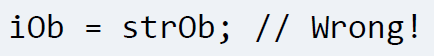 iOb = strOb; // Wrong!